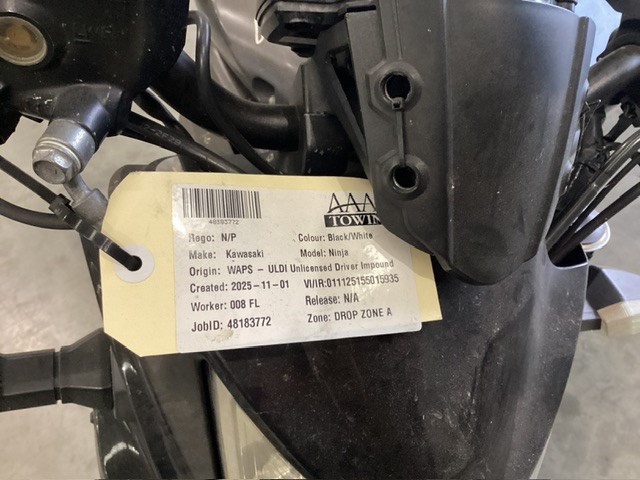 48183772
AAA
TOWIN
Rego: N/P Colour: Black/White
Make: Kawasaki Model: Ninja
Origin: WAPS - ULDI Unlicensed Driver Impound
Created: 2025-11-01 VI/IR:011125155015935
Worker: 008 FL Release: N/A
JobID: 48183772 Zone: DROP ZONE A